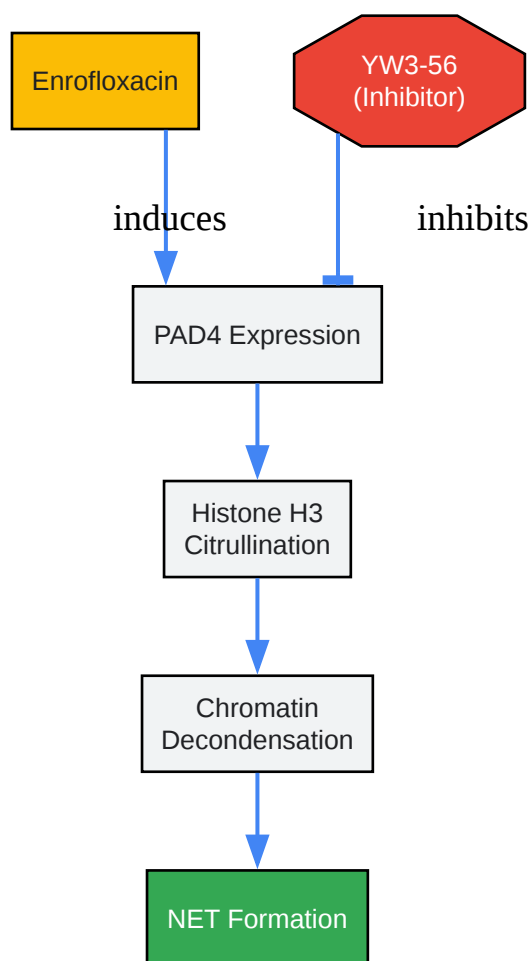 Enrofloxacin
YW3-56
(Inhibitor)
induces
inhibits
PAD4 Expression
Histone H3
Citrullination
Chromatin
Decondensation
NET Formation